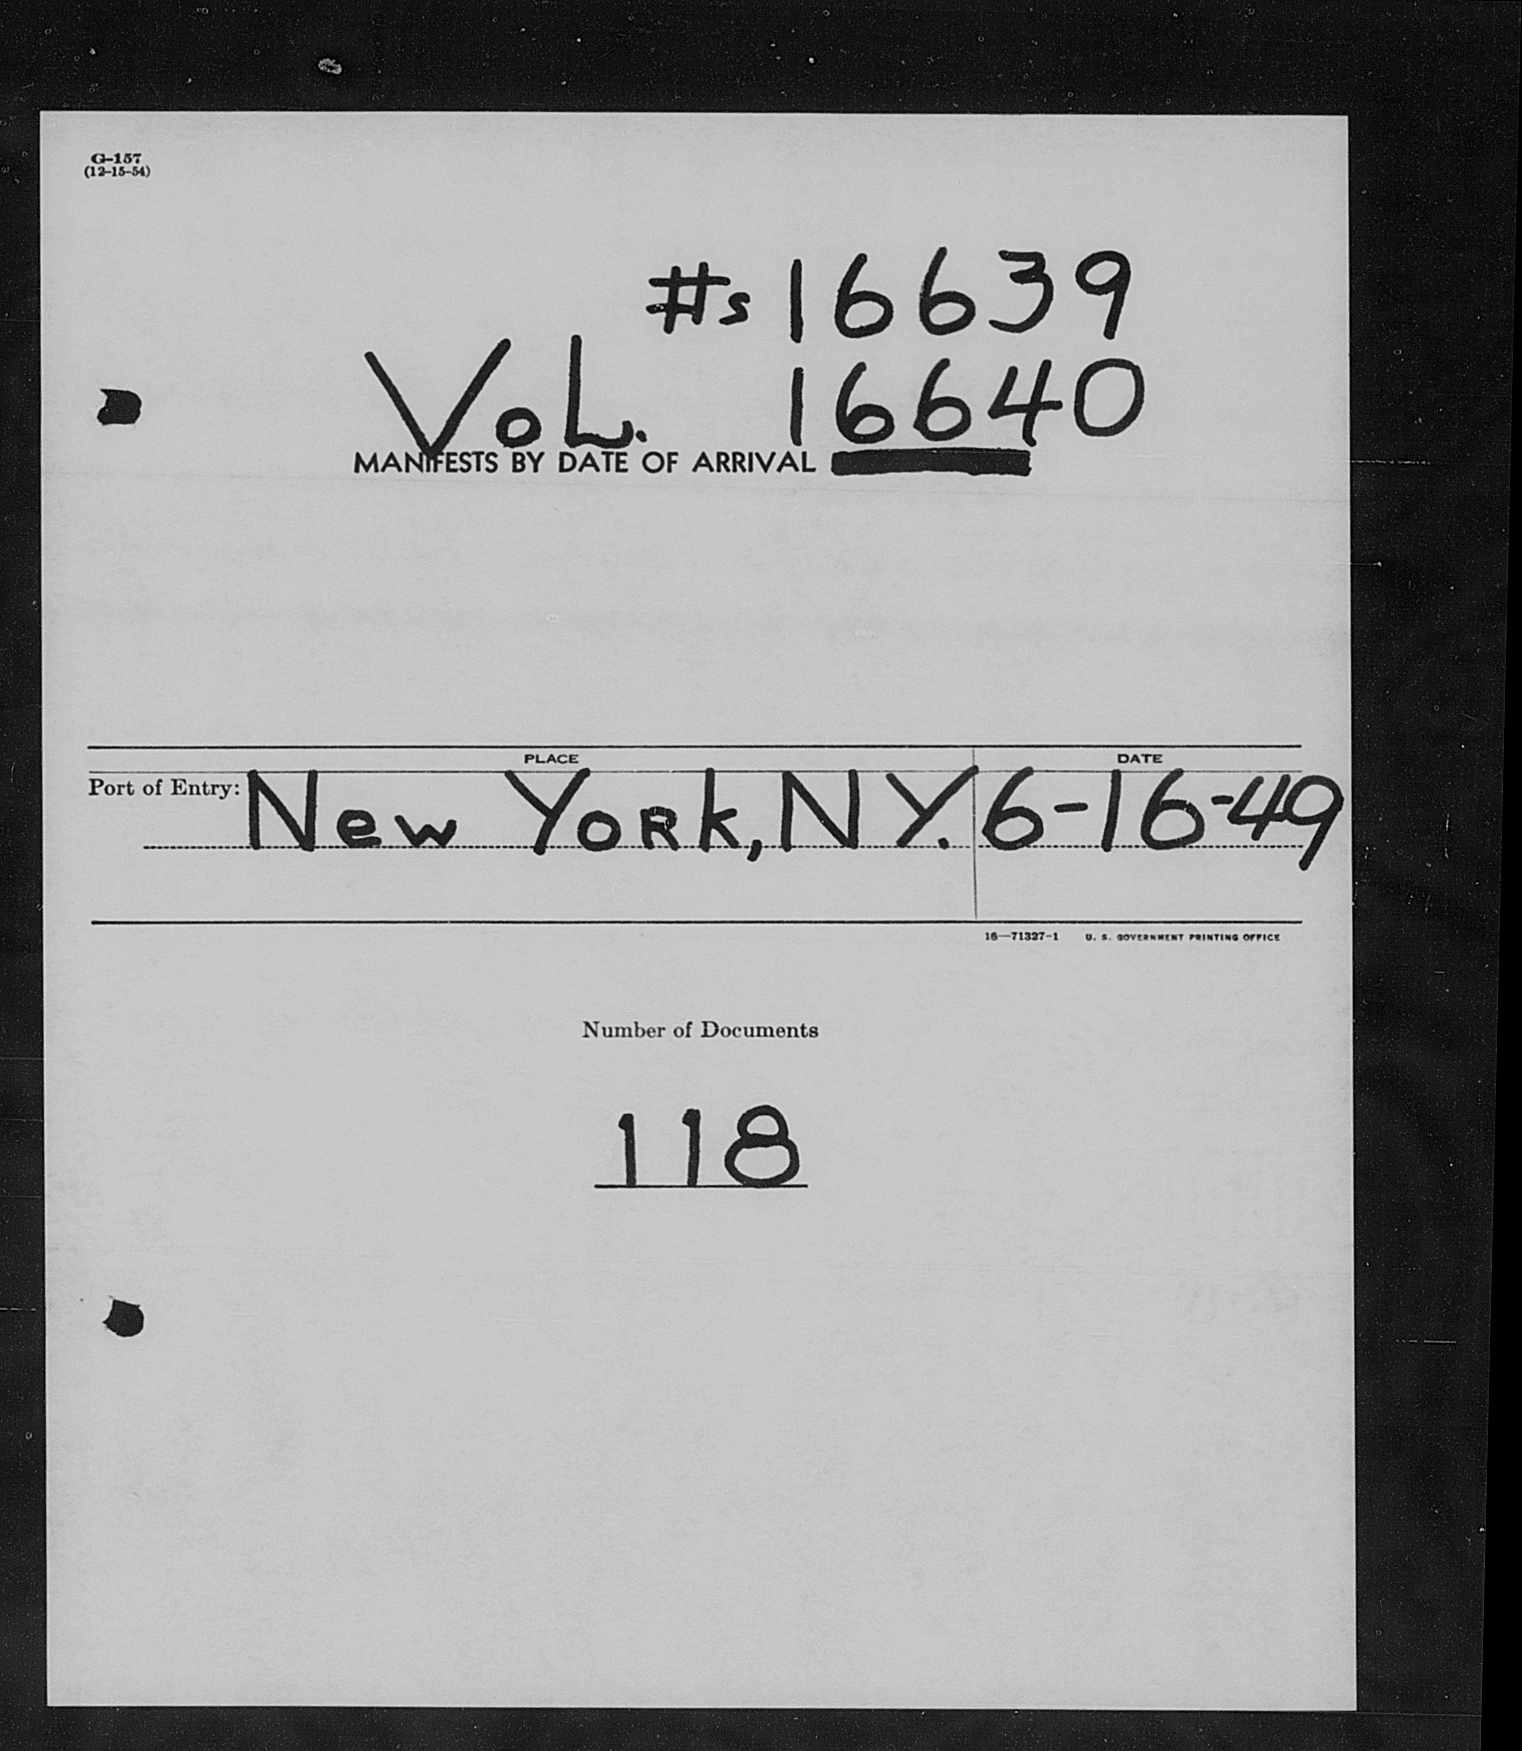 G-157
(12-15-54)
#s 16639
Vol. 16640
MANIFESTS BY DATE OF ARRIVAL
PLACE DATE
Port of Entry: New York, NY. 6-16-49
16—71327-1 U. S. GOVERNMENT PRINTING OFFICE
Number of Documents
118